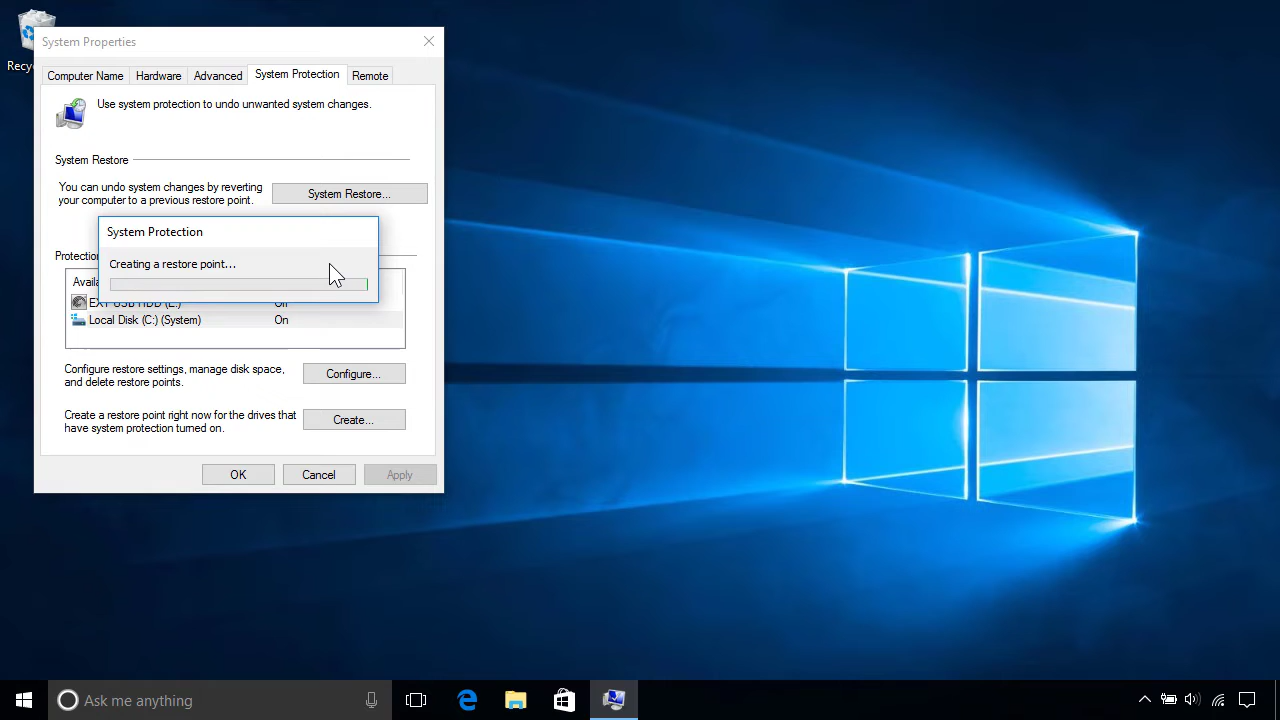 System Properties
Computer Name Hardware Advanced System Protection Remote
Use system protection to undo unwanted system changes.
System Restore
You can undo system changes by reverting
your computer to a previous restore point.
System Restore...
System Protection
Creating a restore point...
Local Disk (C:) (System) On
Configure restore settings, manage disk space,
and delete restore points.
Configure...
Create a restore point right now for the drives that
have system protection turned on.
Create...
OK Cancel Apply
Ask me anything